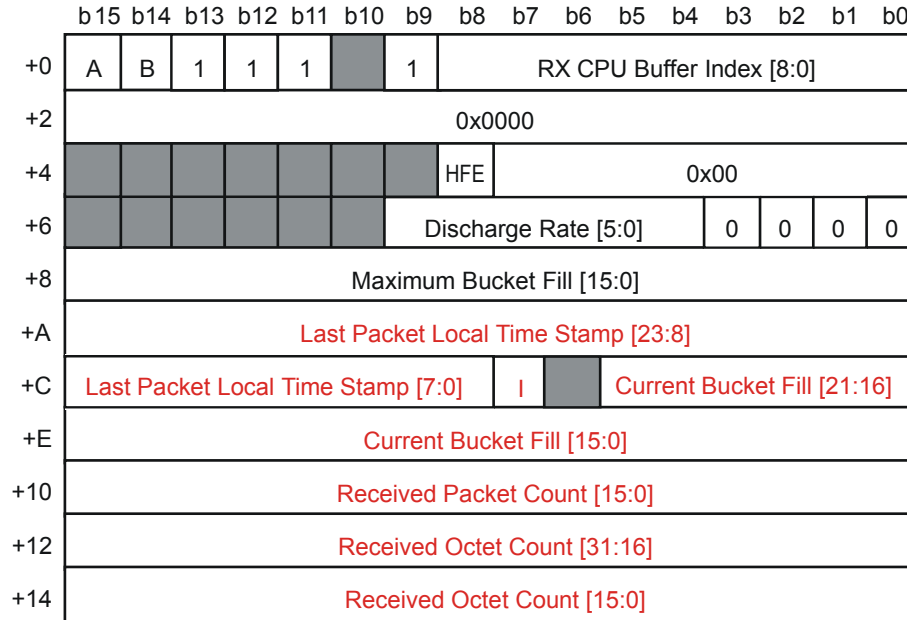 b15 b14 b13 b12 b11 b10 b9 b8 b7 b6 b5 b4 b3 b2 b1 b0
+0 A B 1 1 1 1 RX CPU Buffer Index [8:0]
+2 0x0000
+4 HFE 0x00
+6 Discharge Rate [5:0] 0 0 0 0
+8 Maximum Bucket Fill [15:0]
+A Last Packet Local Time Stamp [23:8]
+C Last Packet Local Time Stamp [7:0] I Current Bucket Fill [21:16]
+E Current Bucket Fill [15:0]
+10 Received Packet Count [15:0]
+12 Received Octet Count [31:16]
+14 Received Octet Count [15:0]